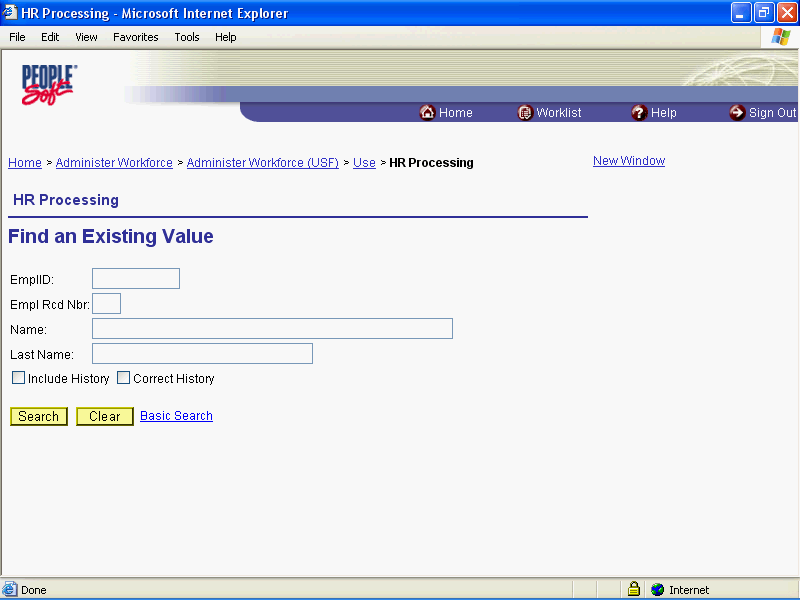 HR Processing - Microsoft Internet Explorer
File Edit View Favorites Tools Help
PEOPLE
Soft
Home Worklist Help Sign Out
Home > Administer Workforce > Administer Workforce (USF) > Use > HR Processing New Window
HR Processing
Find an Existing Value
EmplID:
Empl Rcd Nbr:
Name:
Last Name:
Include History Correct History
Search Clear Basic Search
Done Internet